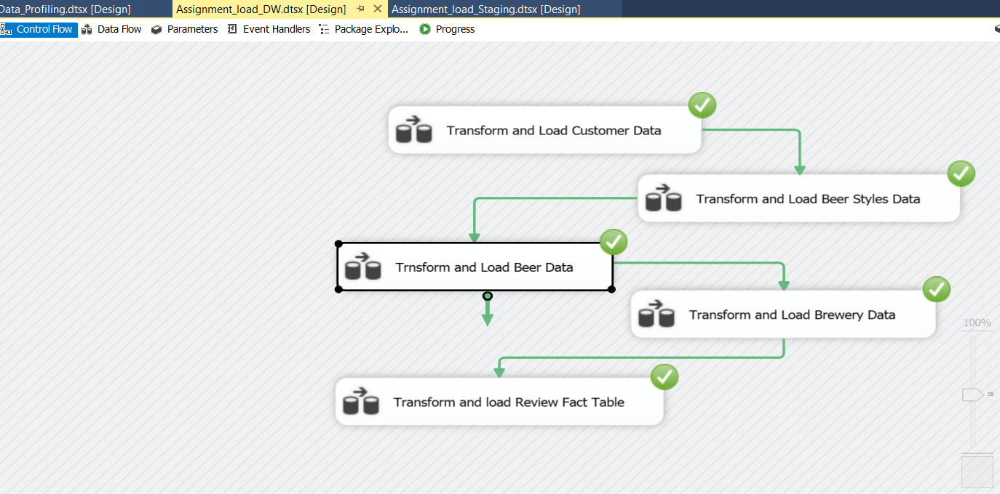 Data_Profiling.dtsx [Design] Assignment_load_DW.dtsx [Design] Assignment_load_Staging.dtsx [Design]
Control Flow Data Flow Parameters Event Handlers Package Explo... Progress
Transform and Load Customer Data
Transform and Load Beer Styles Data
Trnsform and Load Beer Data
Transform and Load Brewery Data
100%
Transform and load Review Fact Table